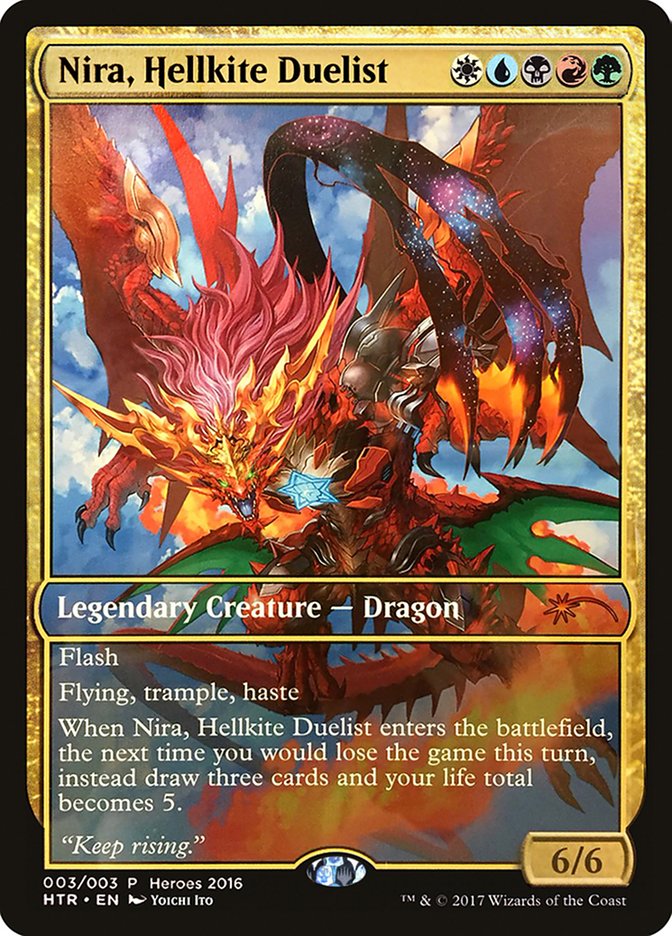 Nira, Hellkite Duelist
Legendary Creature — Dragon
Flash
Flying, trample, haste
When Nira, Hellkite Duelist enters the battlefield,
the next time you would lose the game this turn,
instead draw three cards and your life total
becomes 5.
“Keep rising.”
6/6
003/003 P Heroes 2016
HTR • EN Yoichi Ito
™ & © 2017 Wizards of the Coast